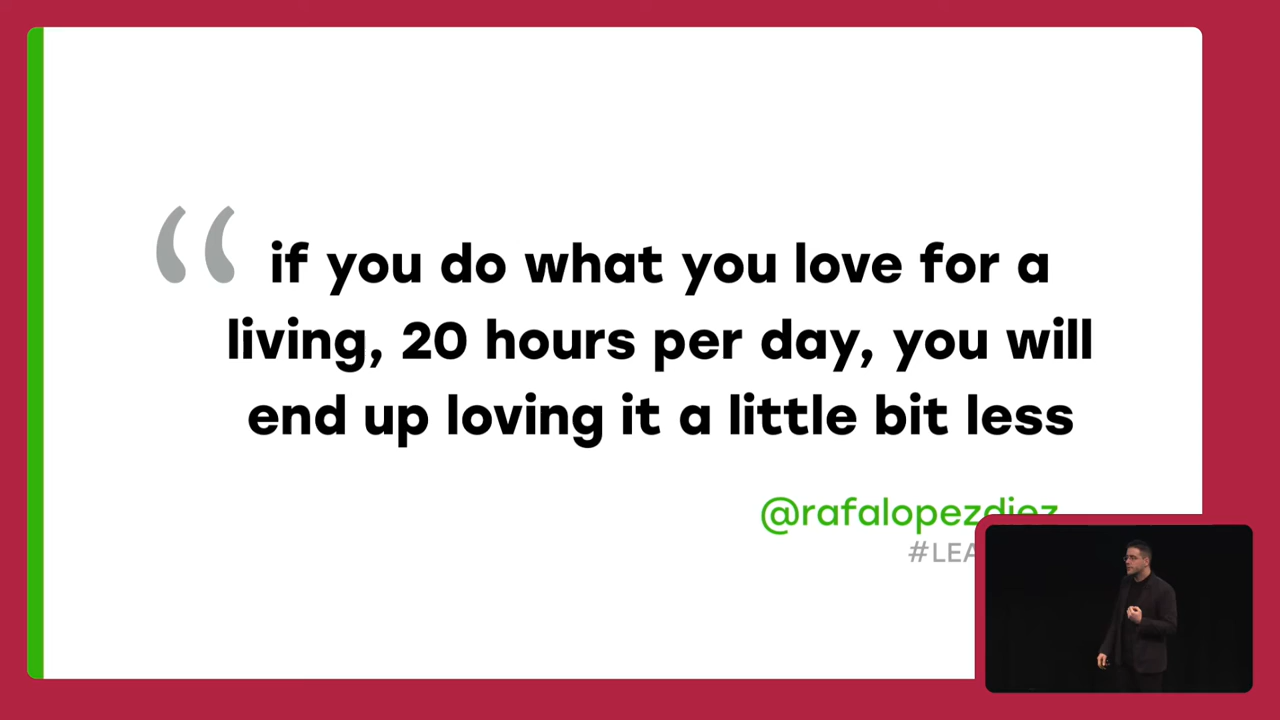 “ if you do what you love for a
living, 20 hours per day, you will
end up loving it a little bit less
@rafalopezdiez